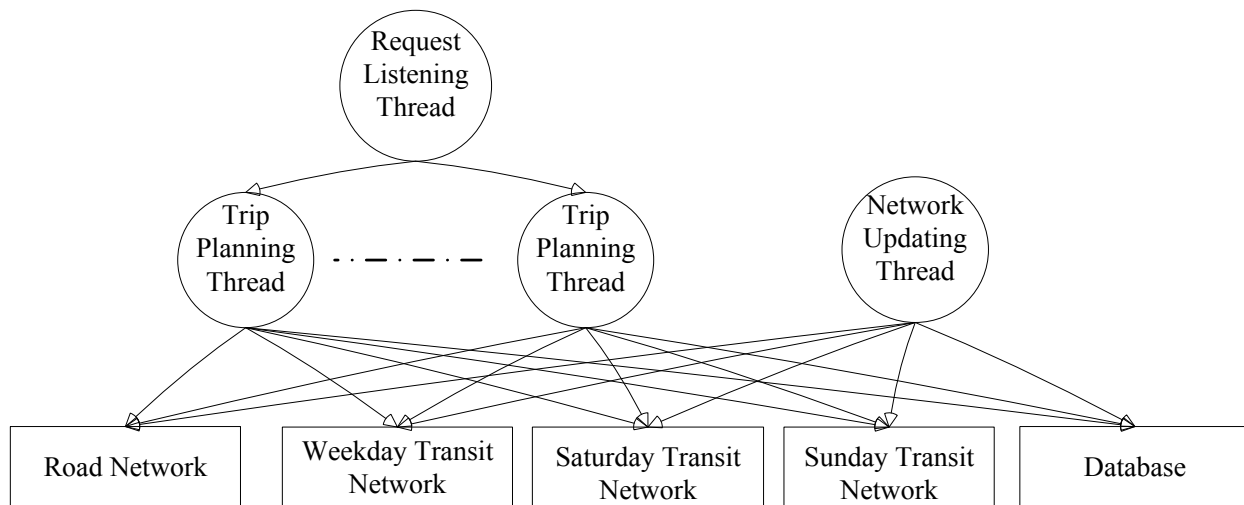 Request
Listening
Thread
Trip
Planning
Thread
Trip
Planning
Thread
Network
Updating
Thread
Road Network
Weekday Transit
Network
Saturday Transit
Network
Sunday Transit
Network
Database